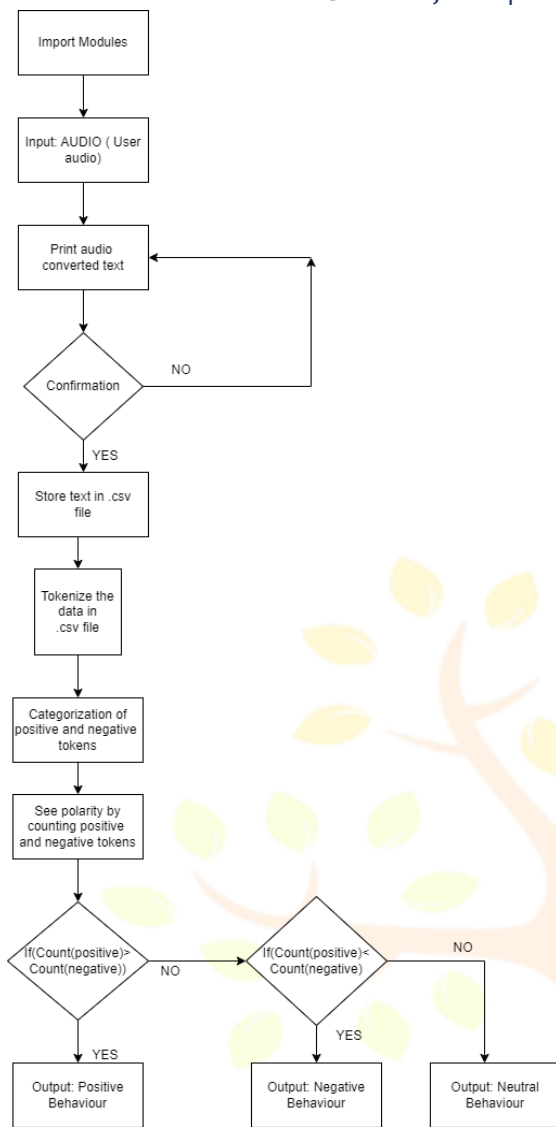 Import Modules
Input: AUDIO ( User
audio)
Print audio
converted text
Confirmation
NO
YES
Store text in .csv
file
Tokenize the
data in
.csv file
Categorization of
positive and negative
tokens
See polarity by
counting positive
and negative tokens
If(Count(positive)>
Count(negative))
NO
If(Count(positive)<
Count(negative)
NO
YES
YES
Output: Positive
Behaviour
Output: Negative
Behaviour
Output: Neutral
Behaviour